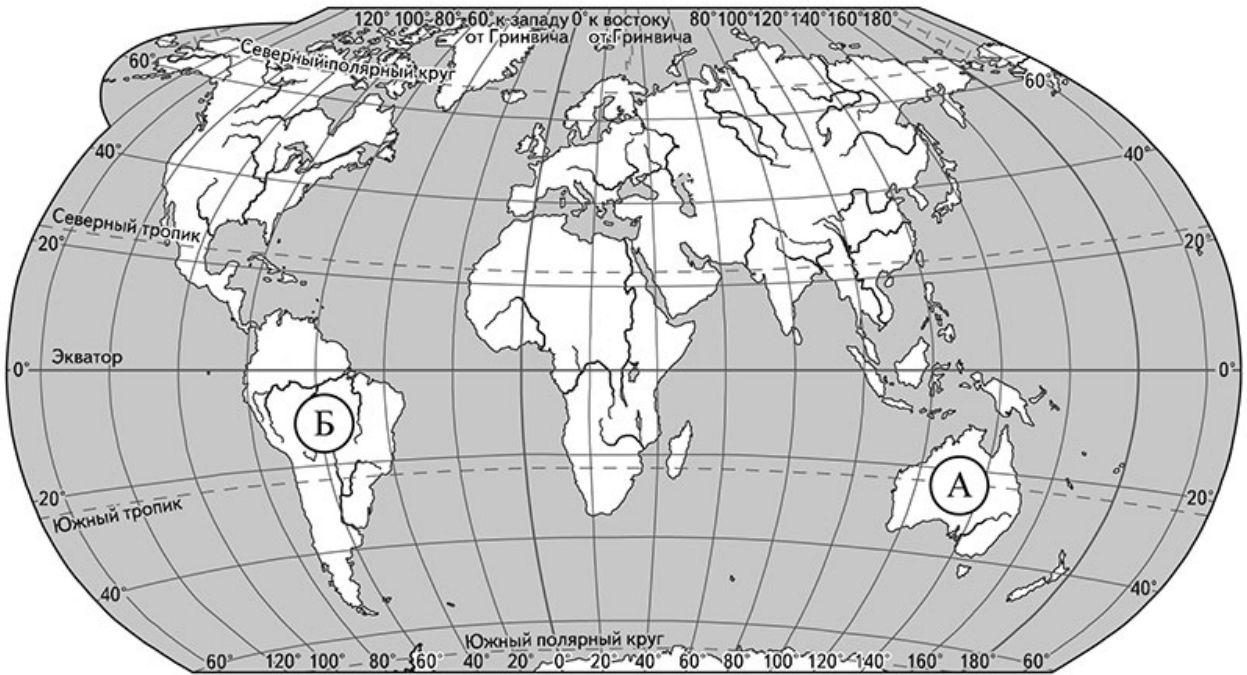 120° 100° 80° 60° к западу 0° к востоку 80° 100° 120° 140° 160° 180°
от Гринвича от Гринвича
60° Северный полярный круг 60°
40° 40°
Северный тропик
20° 20°
Экватор
0° 0°
Б
А
20° 20°
Южный тропик
40° 40°
Южный полярный круг
60° 120° 100° 80° 60° 40° 20° 0° 20° 40° 60° 80° 100° 120° 140° 180° 60°